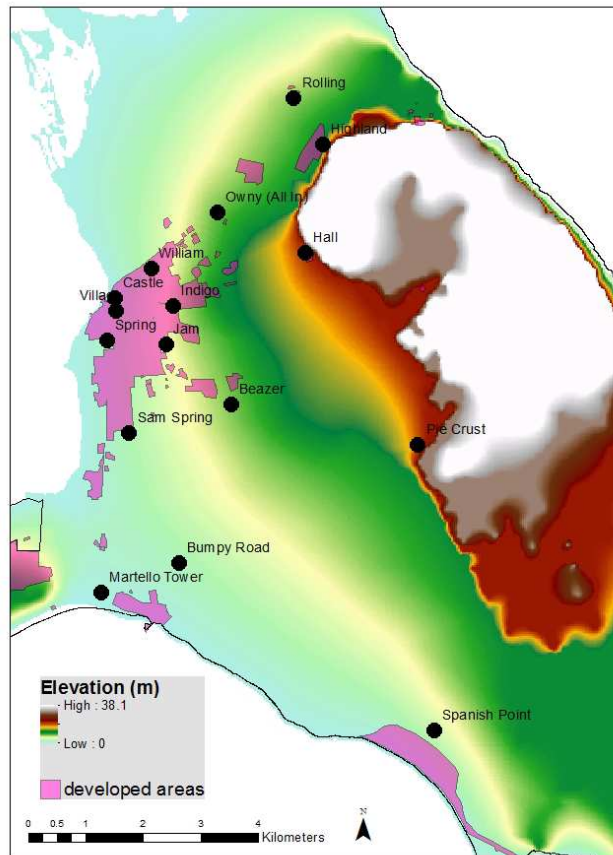 Rolling
Highland
Owny (All In)
Hall
William
Castle
Villa
Indigo
Spring
Jam
Beazer
Sam Spring
Pie Crust
Bumpy Road
Martello Tower
Spanish Point
Elevation (m)
High : 38.1
Low : 0
developed areas
N
0 0.5 1 2 3 4
Kilometers